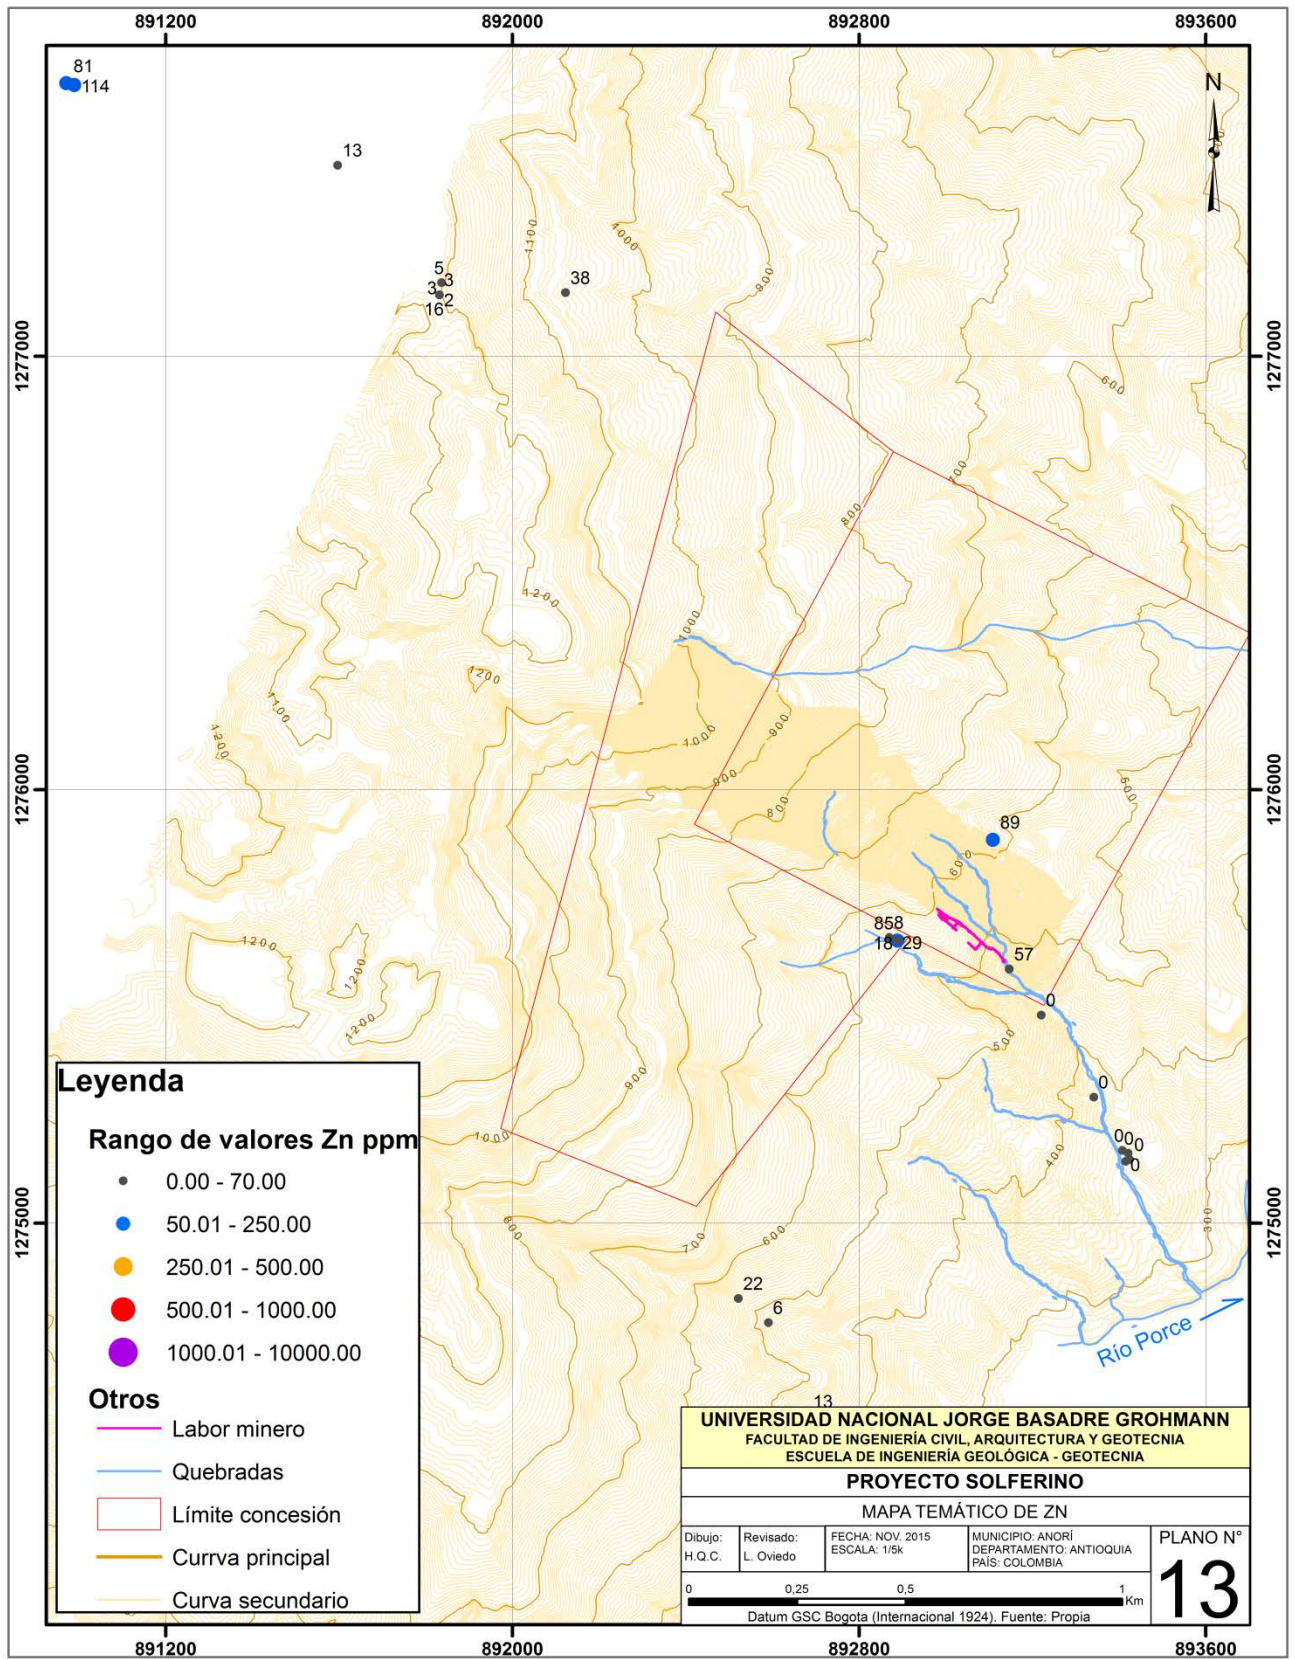 891200 892000 892800 893600
81
114
N
13
1100
1000
900
5
3
3
2
16
38
1277000
1277000
600
700
800
1200
1000
1200
1100
1200
1000
900
900
800
1276000
1276000
500
89
600
1200
1200
1200
858
18 29
57
0
500
900
0
1000
00
0
0
400
300
1275000
1275000
600
700
600
22
6
Río Porce
13
Leyenda
Rango de valores Zn ppm
0.00 - 70.00
50.01 - 250.00
250.01 - 500.00
500.01 - 1000.00
1000.01 - 10000.00
Otros
Labor minero
Quebradas
Límite concesión
Currva principal
Curva secundario
UNIVERSIDAD NACIONAL JORGE BASADRE GROHMANN
FACULTAD DE INGENIERÍA CIVIL, ARQUITECTURA Y GEOTECNIA
ESCUELA DE INGENIERÍA GEOLÓGICA - GEOTECNIA
PROYECTO SOLFERINO
MAPA TEMÁTICO DE ZN
Dibujo:
H.Q.C.
Revisado:
L. Oviedo
FECHA: NOV. 2015
ESCALA: 1/5k
MUNICIPIO: ANORÍ
DEPARTAMENTO: ANTIOQUIA
PAÍS: COLOMBIA
PLANO N°
13
0 0,25 0,5 1
Km
Datum GSC Bogota (Internacional 1924). Fuente: Propia
891200 892000 892800 893600